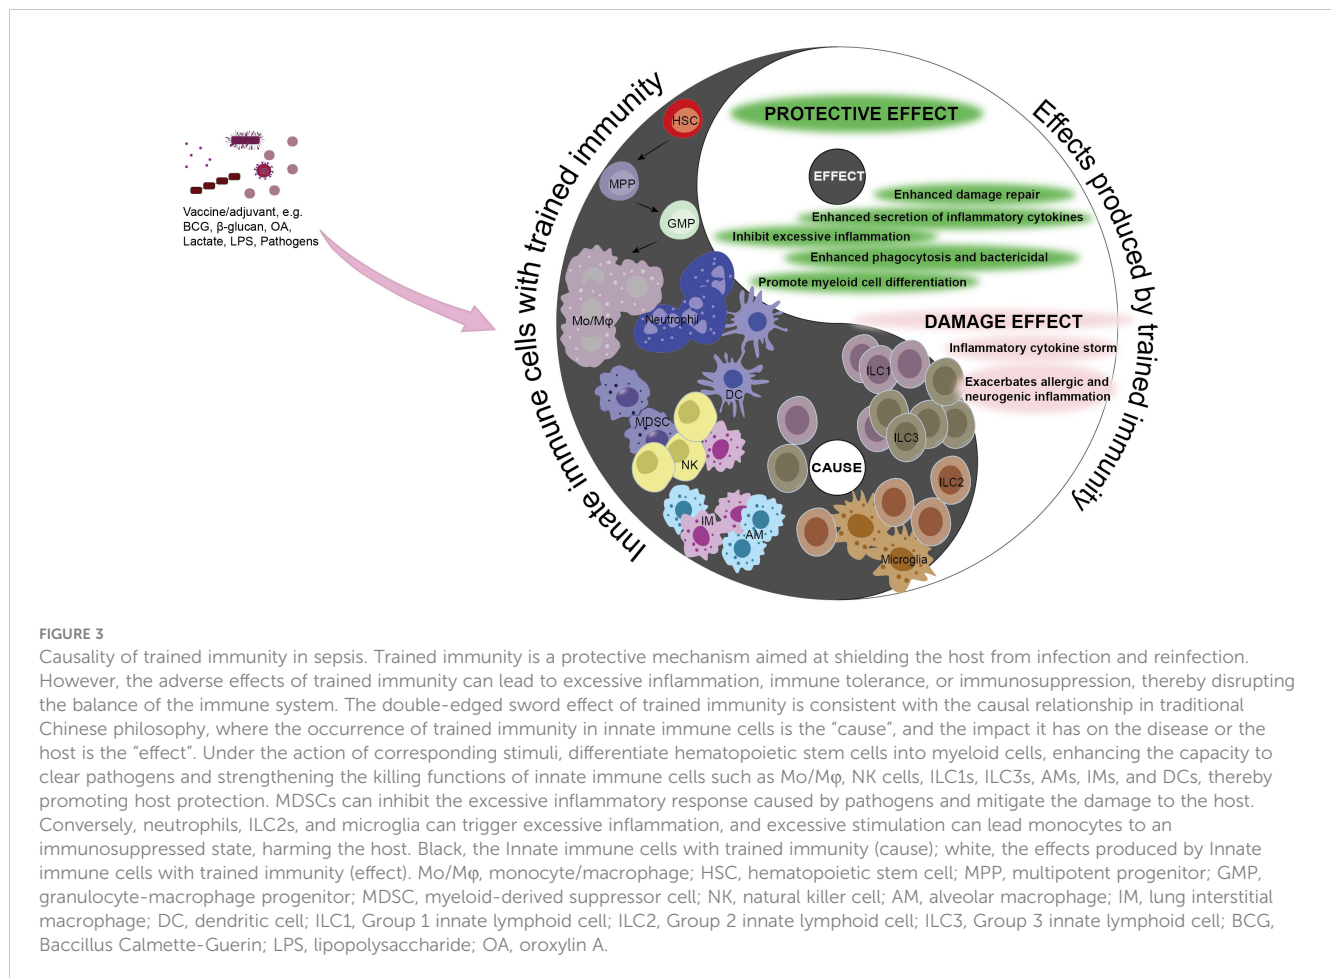 Vaccine/adjuvant, e.g.
BCG, β-glucan, OA,
Lactate, LPS, Pathogens
Innate immune cells with trained immunity
HSC
MPP
GMP
Mo/Mφ
Neutrophil
DC
MDSC
NK
IM
AM
PROTECTIVE EFFECT
EFFECT
Enhanced damage repair
Enhanced secretion of inflammatory cytokines
Inhibit excessive inflammation
Enhanced phagocytosis and bactericidal
Promote myeloid cell differentiation
DAMAGE EFFECT
Inflammatory cytokine storm
Exacerbates allergic and
neurogenic inflammation
ILC1
ILC3
CAUSE
ILC2
Microglia
Effects produced by trained immunity
FIGURE 3
Causality of trained immunity in sepsis. Trained immunity is a protective mechanism aimed at shielding the host from infection and reinfection.
However, the adverse effects of trained immunity can lead to excessive inflammation, immune tolerance, or immunosuppression, thereby disrupting
the balance of the immune system. The double-edged sword effect of trained immunity is consistent with the causal relationship in traditional
Chinese philosophy, where the occurrence of trained immunity in innate immune cells is the “cause”, and the impact it has on the disease or the
host is the “effect”. Under the action of corresponding stimuli, differentiate hematopoietic stem cells into myeloid cells, enhancing the capacity to
clear pathogens and strengthening the killing functions of innate immune cells such as Mo/Mφ, NK cells, ILC1s, ILC3s, AMs, IMs, and DCs, thereby
promoting host protection. MDSCs can inhibit the excessive inflammatory response caused by pathogens and mitigate the damage to the host.
Conversely, neutrophils, ILC2s, and microglia can trigger excessive inflammation, and excessive stimulation can lead monocytes to an
immunosuppressed state, harming the host. Black, the Innate immune cells with trained immunity (cause); white, the effects produced by Innate
immune cells with trained immunity (effect). Mo/Mφ, monocyte/macrophage; HSC, hematopoietic stem cell; MPP, multipotent progenitor; GMP,
granulocyte-macrophage progenitor; MDSC, myeloid-derived suppressor cell; NK, natural killer cell; AM, alveolar macrophage; IM, lung interstitial
macrophage; DC, dendritic cell; ILC1, Group 1 innate lymphoid cell; ILC2, Group 2 innate lymphoid cell; ILC3, Group 3 innate lymphoid cell; BCG,
Baccillus Calmette-Guerin; LPS, lipopolysaccharide; OA, oroxylin A.